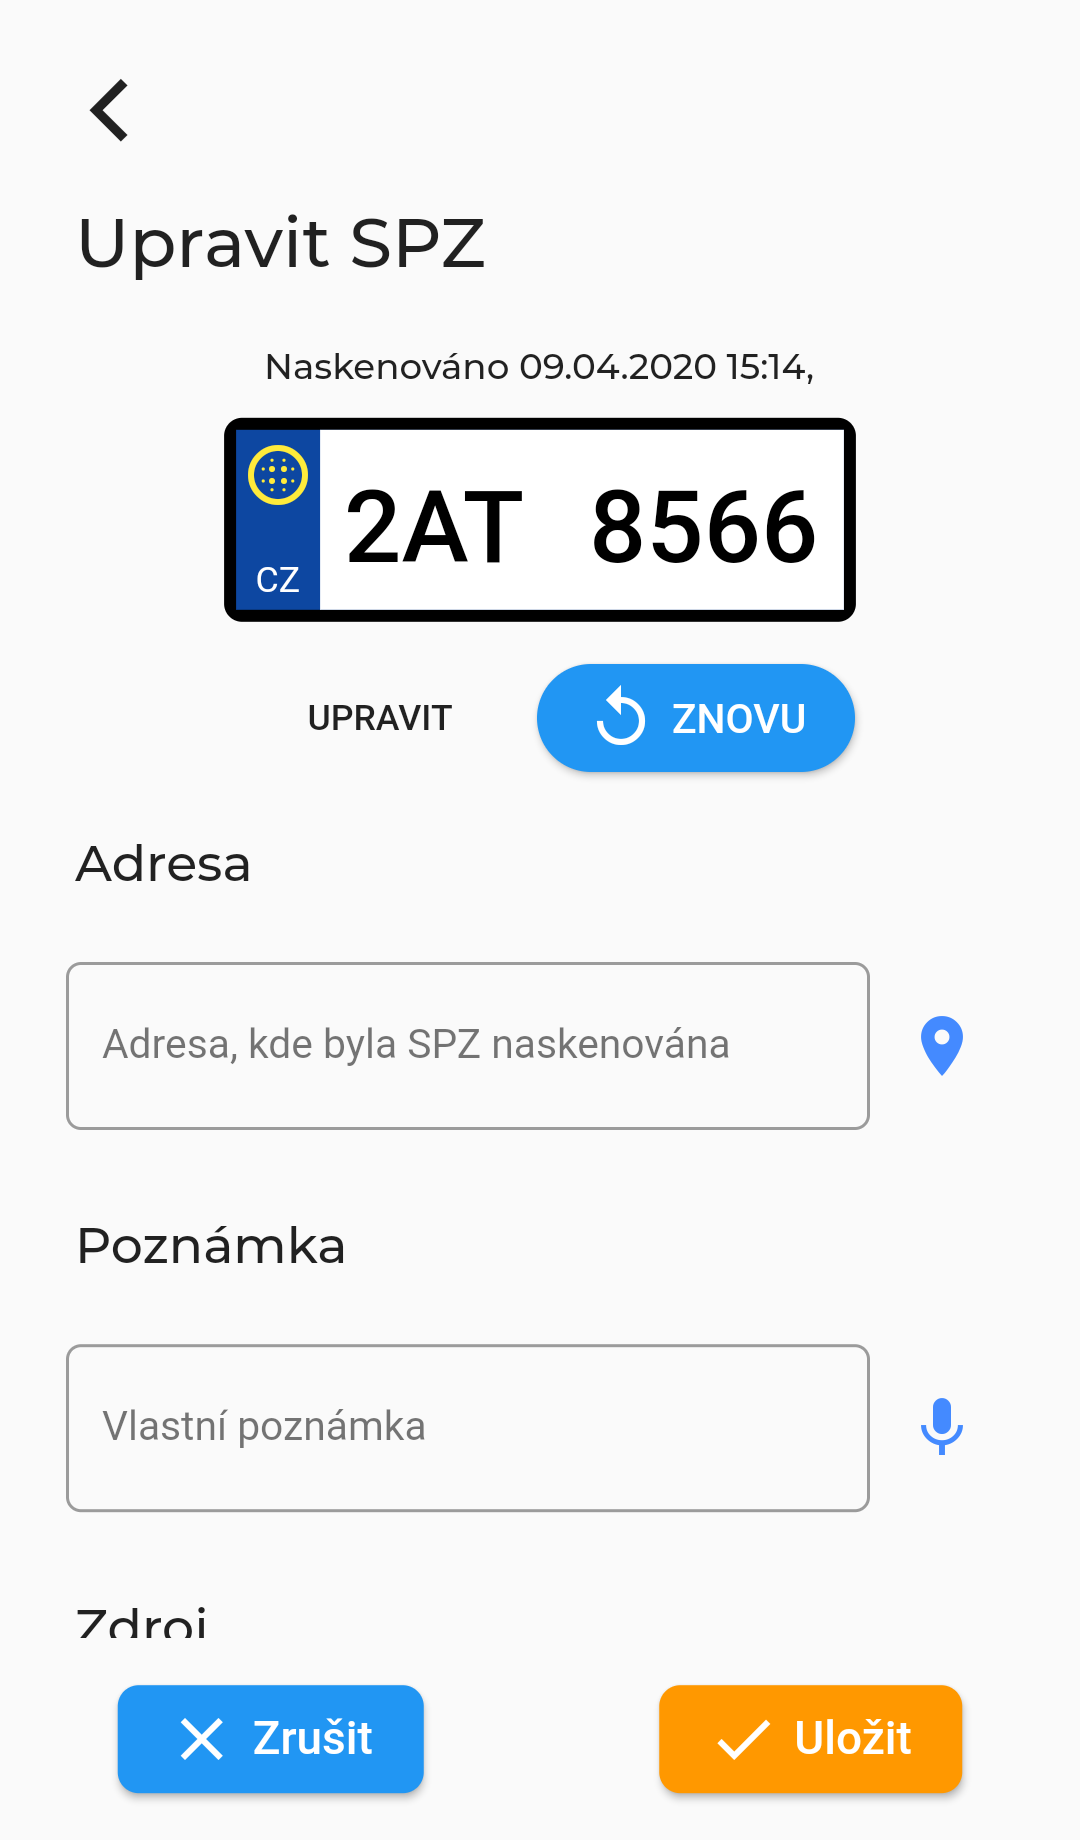 Upravit SPZ
Naskenováno 09.04.2020 15:14,
2AT 8566
CZ
UPRAVIT
ZNOVU
Adresa
Adresa, kde byla SPZ naskenována
Poznámka
Vlastní poznámka
Zdroj
Zrušit
Uložit